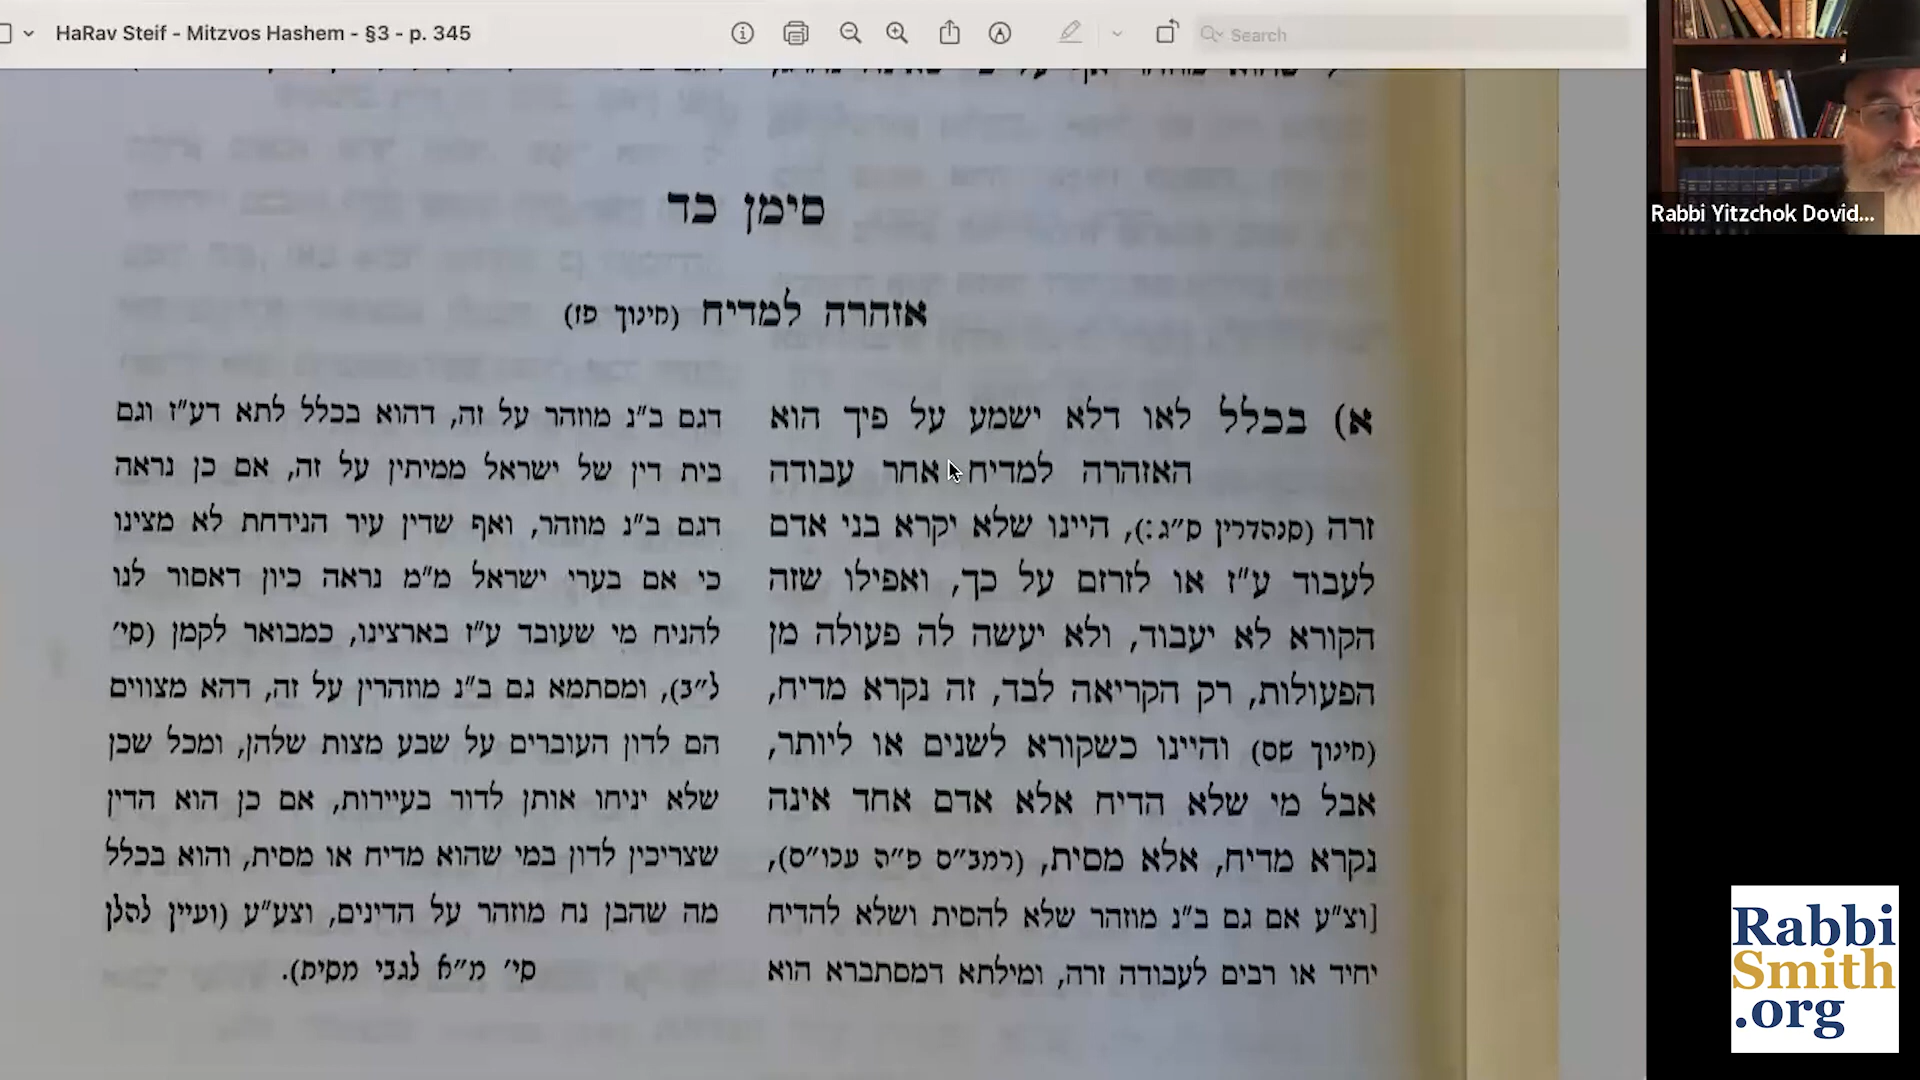 HaRav Steif - Mitzvos Hashem - §3 - p. 345
Search
סימן כד
אזהרה למדיח (חינוך פז)
א) בכלל לאו דלא ישמע על פיך הוא
האזהרה למדיח אחר עבודה
זרה (סנהדרין ס״ג:), היינו שלא יקרא בני אדם
לעבוד ע״ז או לזרזם על כך, ואפילו שזה
הקורא לא יעבוד, ולא יעשה לה פעולה מן
הפעולות, רק הקריאה לבד, זה נקרא מדיח,
(חינוך שם) והיינו כשקורא לשנים או ליותר,
אבל מי שלא הדיח אלא אדם אחד אינה
נקרא מדיח, אלא מסית, (רמב״ם פ״ה עכו״ם),
[וצ״ע אם גם ב״נ מוזהר שלא להסית ושלא להדיח
יחיד או רבים לעבודה זרה, ומילתא דמסתברא הוא
דגם ב״נ מוזהר על זה, דהוא בכלל לתא דע״ז וגם
בית דין של ישראל ממיתין על זה, אם כן נראה
דגם ב״נ מוזהר, ואף שדין עיר הנידחת לא מצינו
כי אם בערי ישראל מ״מ נראה כיון דאסור לנו
להניח מי שעובד ע״ז בארצינו, כמבואר לקמן (סי׳
ל״ב), ומסתמא גם ב״נ מוזהרין על זה, דהא מצווים
הם לדון העוברים על שבע מצות שלהן, ומכל שכן
שלא יניחו אותן לדור בעיירות, אם כן הוא הדין
שצריכין לדון במי שהוא מדיח או מסית, והוא בכלל
מה שהבן נח מוזהר על הדינים, וצע״ע (ועיין להלן
סי׳ מ״א לגבי מסית).
Rabbi Yitzchok Dovid...
Rabbi
Smith
.org